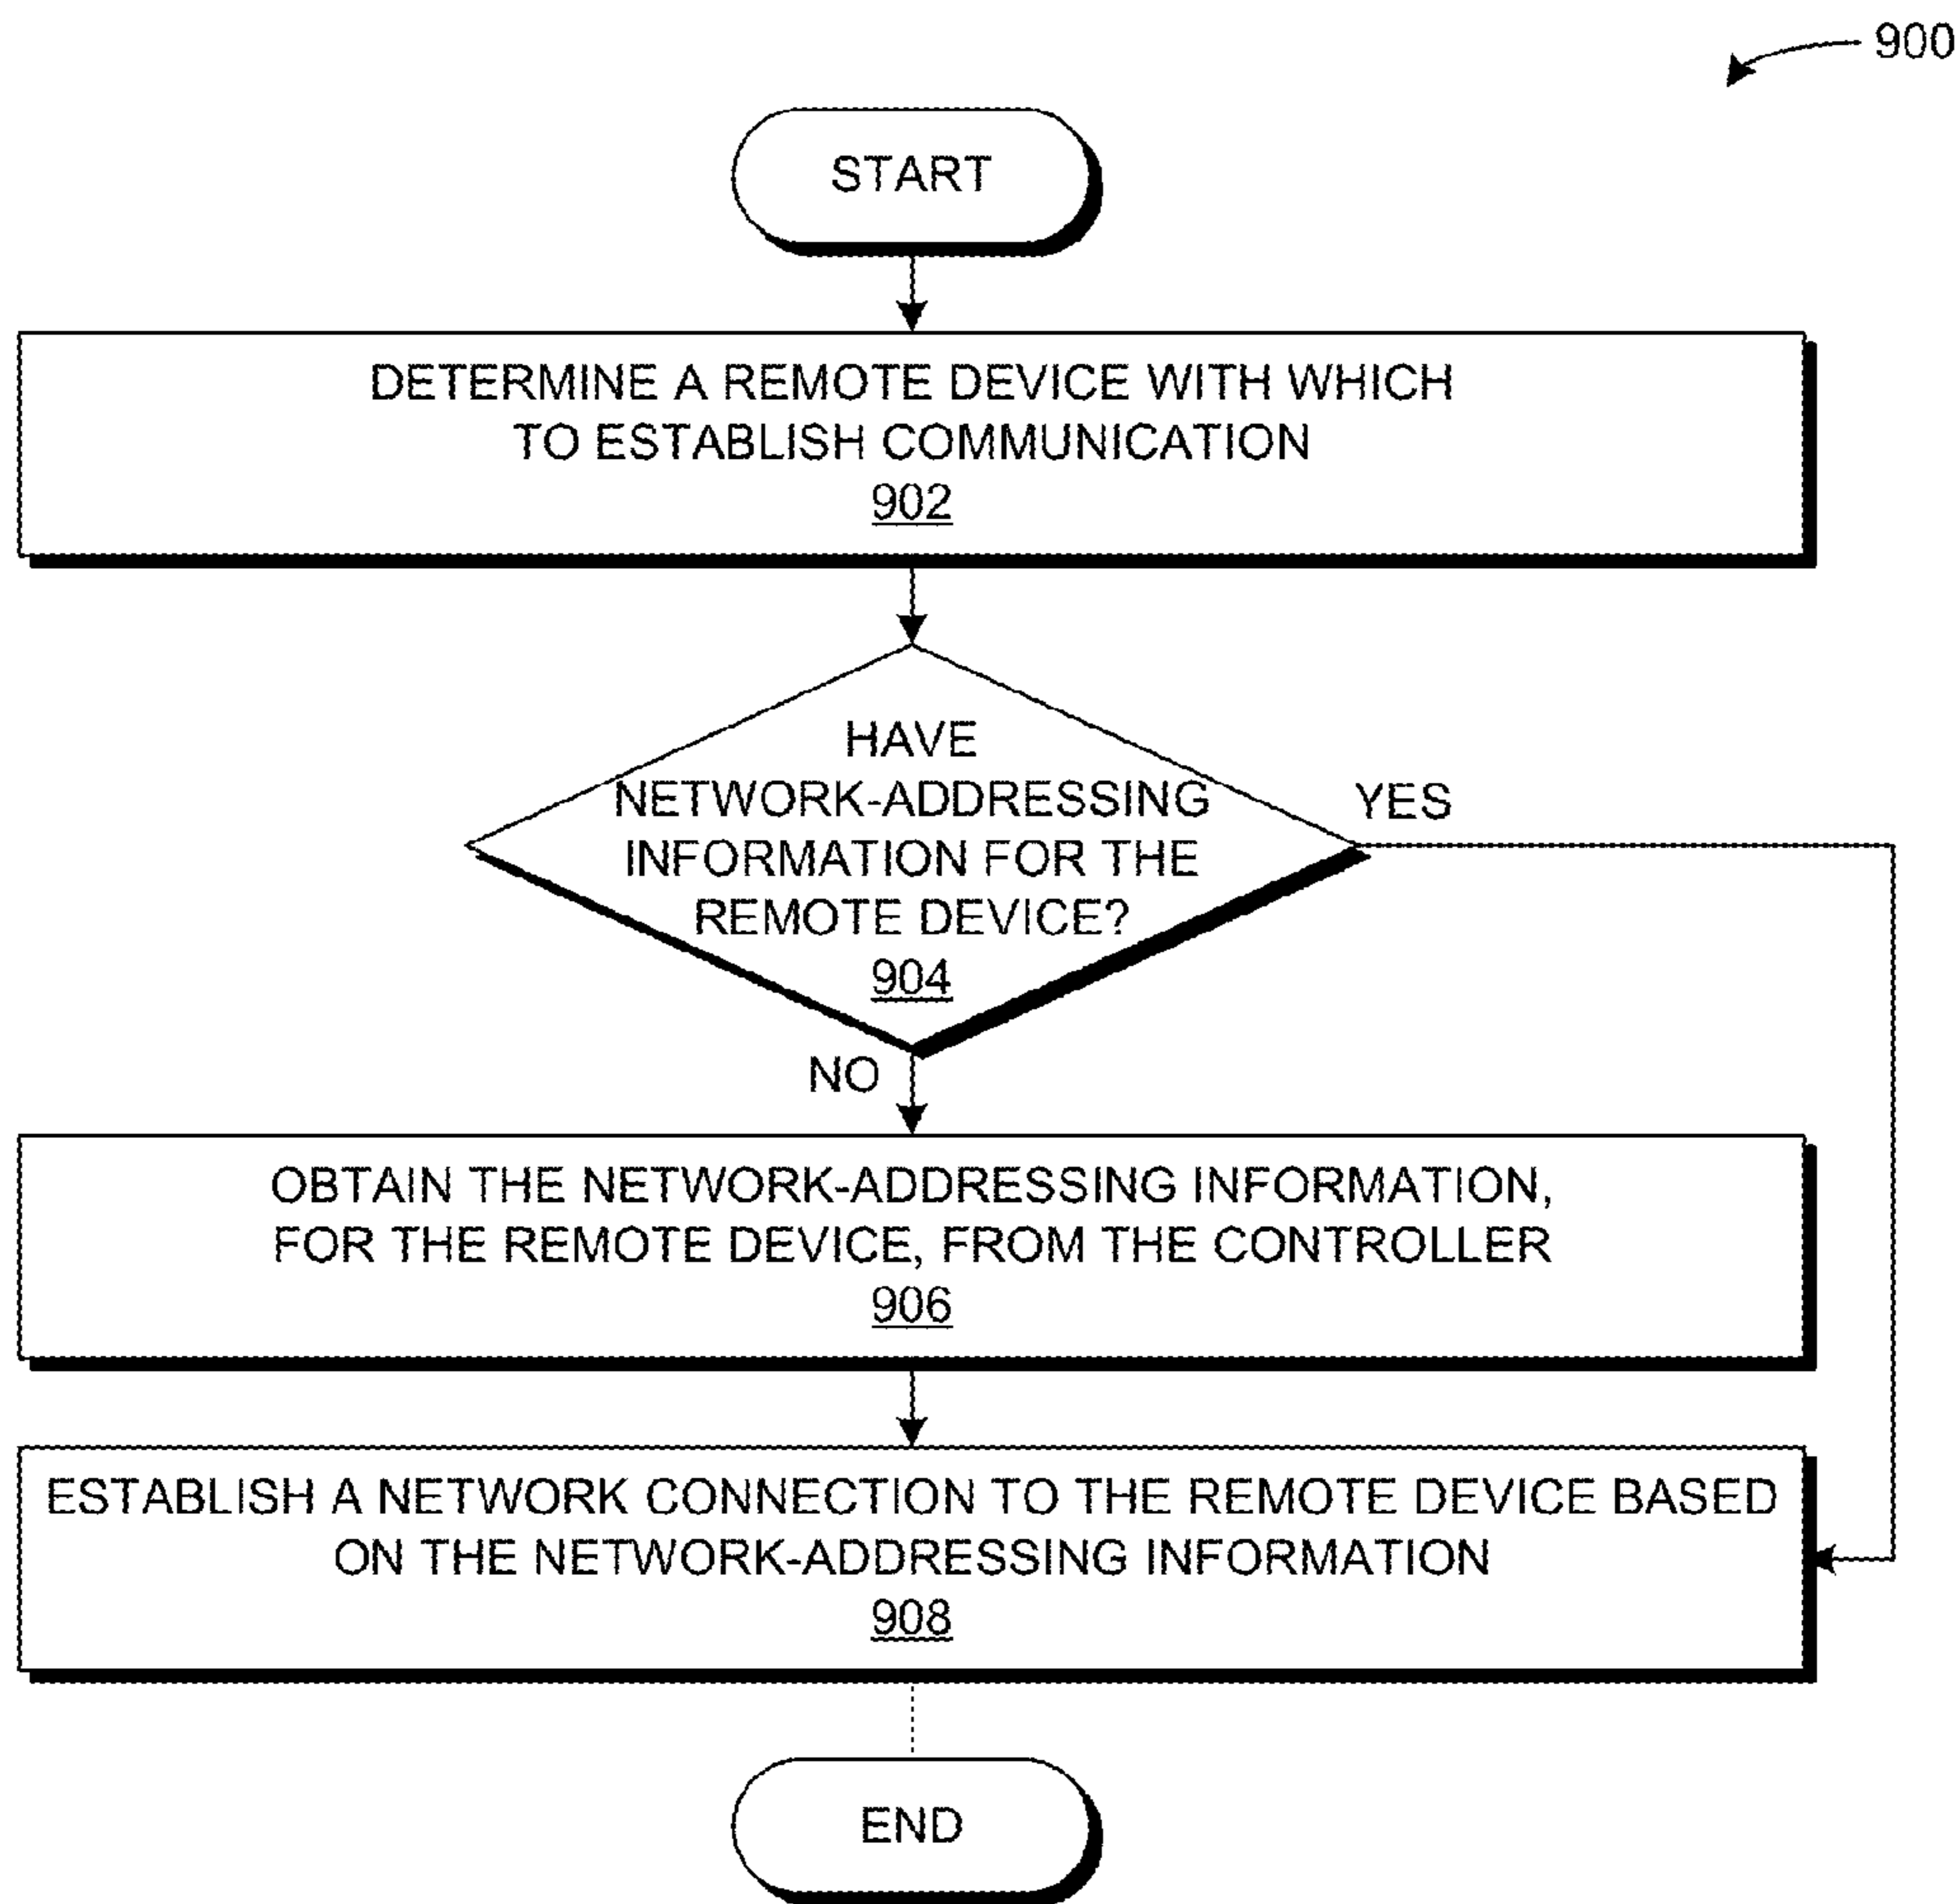 900
START
DETERMINE A REMOTE DEVICE WITH WHICH
TO ESTABLISH COMMUNICATION
902
HAVE
NETWORK-ADDRESSING
INFORMATION FOR THE
REMOTE DEVICE?
904
YES
NO
OBTAIN THE NETWORK-ADDRESSING INFORMATION,
FOR THE REMOTE DEVICE, FROM THE CONTROLLER
906
ESTABLISH A NETWORK CONNECTION TO THE REMOTE DEVICE BASED
ON THE NETWORK-ADDRESSING INFORMATION
908
END